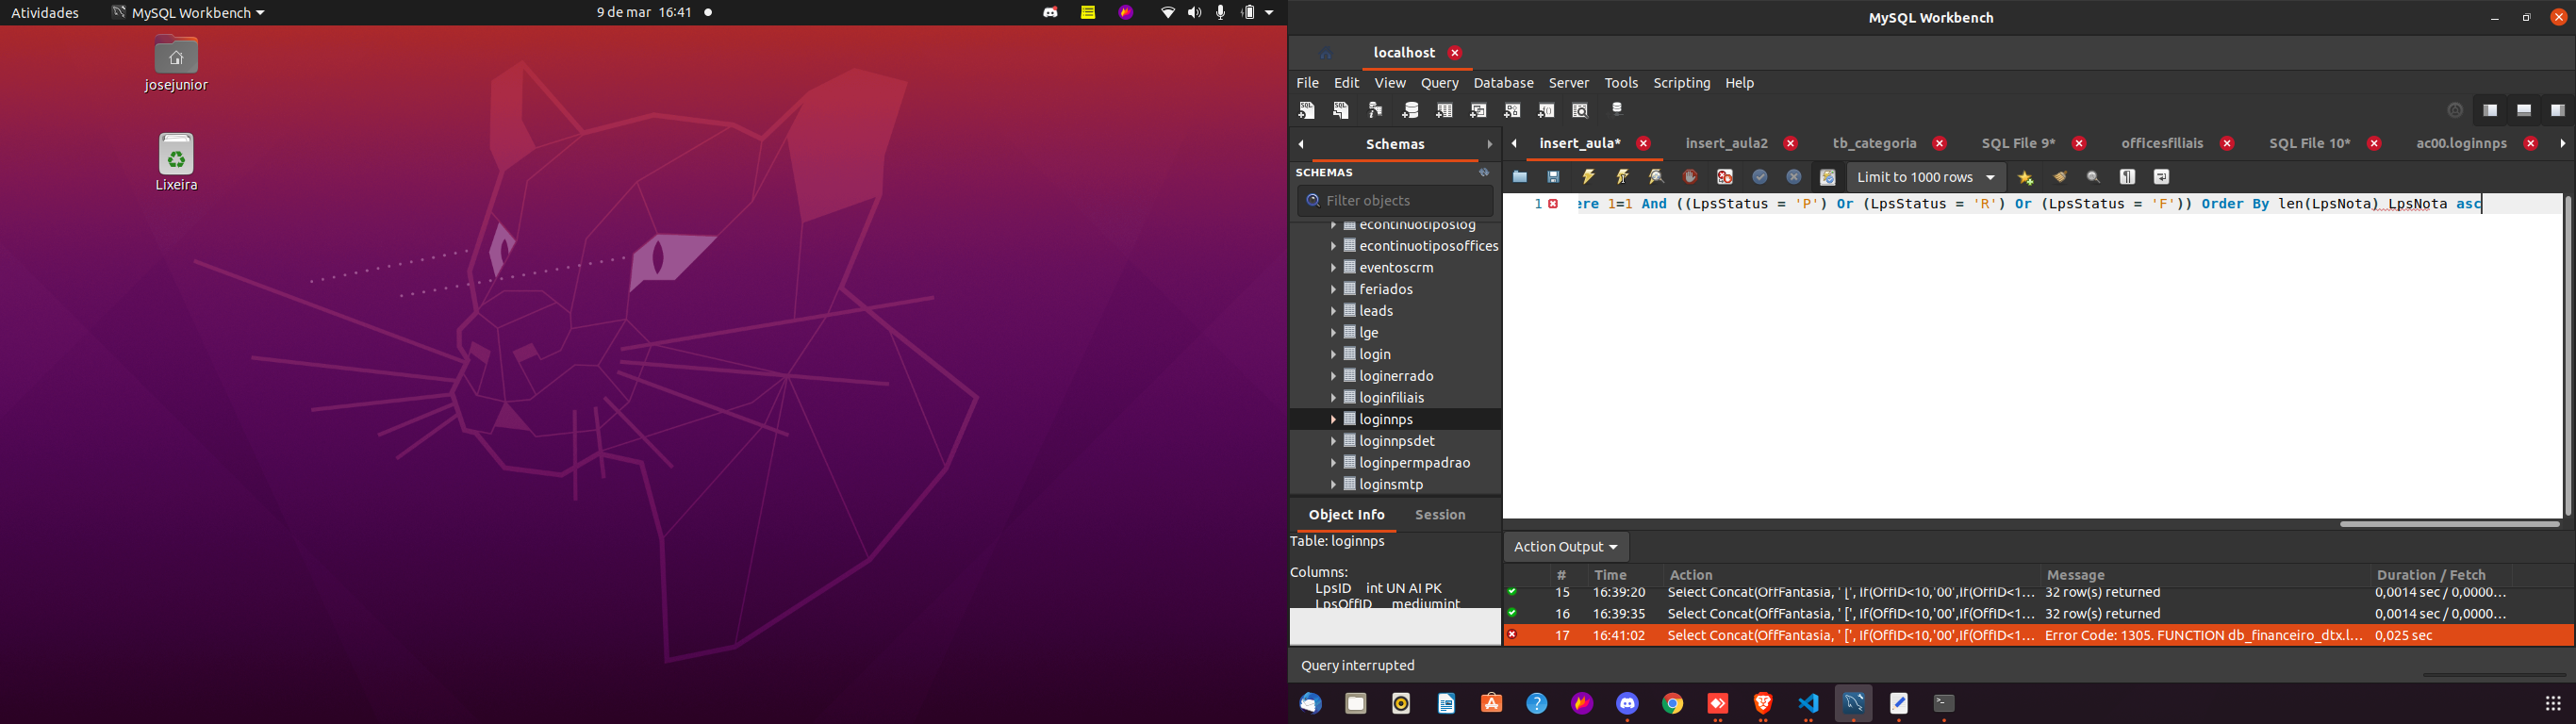 Atividades
MySQL Workbench
9 de mar 16:41
josejunior
Lixeira
MySQL Workbench
localhost
File Edit View Query Database Server Tools Scripting Help
Schemas
insert_aula*
insert_aula2
tb_categoria
SQL File 9*
officesfiliais
SQL File 10*
ac00.loginnps
SCHEMAS
Limit to 1000 rows
Filter objects
1 ere 1=1 And ((LpsStatus = 'P') Or (LpsStatus = 'R') Or (LpsStatus = 'F')) Order By len(LpsNota) LpsNota asc
econtinuotiposlog
econtinuotiposoffices
eventoscrm
feriados
leads
lge
login
loginerrado
loginfiliais
loginnps
loginnpsdet
loginpermpadrao
loginsmtp
Object Info Session
Table: loginnps
Columns:
LpsID int UN AI PK
LpsOffID mediumint
Action Output
# Time Action Message Duration / Fetch
15 16:39:20 Select Concat(OffFantasia, ' [', If(OffID<10,'00',If(OffID<1... 32 row(s) returned 0,0014 sec / 0,0000...
16 16:39:35 Select Concat(OffFantasia, ' [', If(OffID<10,'00',If(OffID<1... 32 row(s) returned 0,0014 sec / 0,0000...
17 16:41:02 Select Concat(OffFantasia, ' [', If(OffID<10,'00',If(OffID<1... Error Code: 1305. FUNCTION db_financeiro_dtx.l... 0,025 sec
Query interrupted